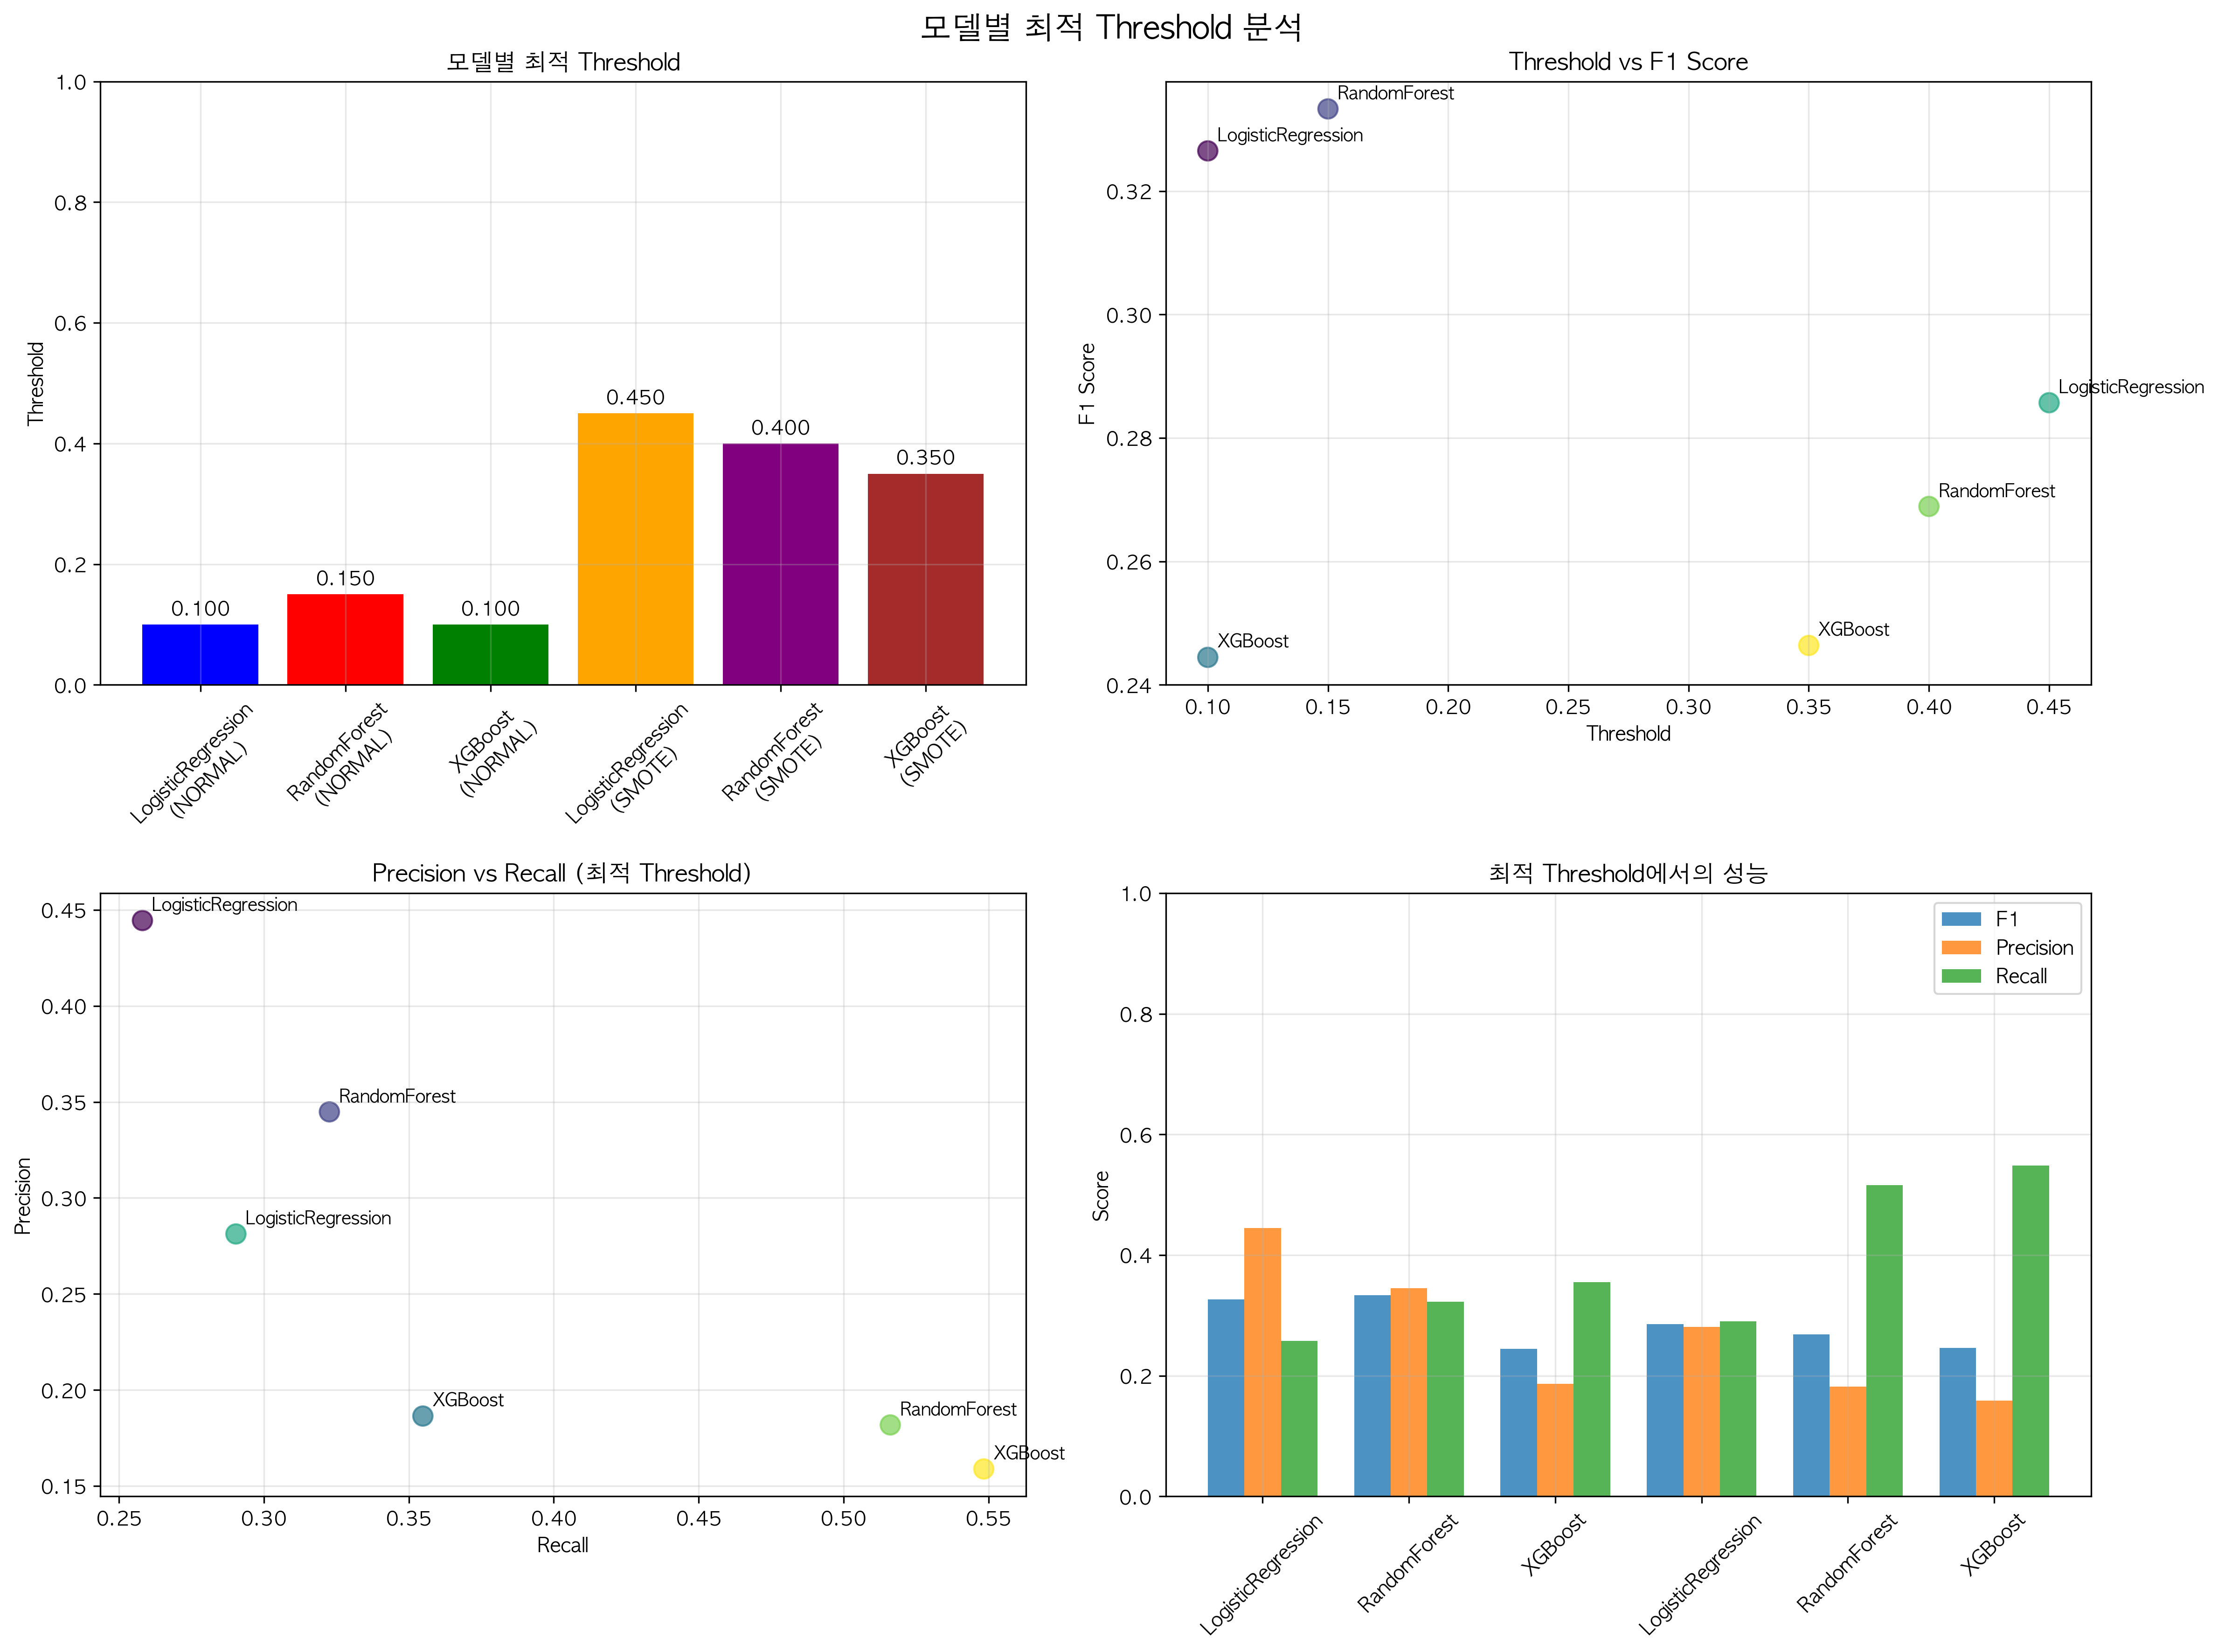 모델별 최적 Threshold 분석
모델별 최적 Threshold
1.0
0.8
0.6
0.4
0.2
0.0
Threshold
0.100
0.150
0.100
0.450
0.400
0.350
LogisticRegression
(NORMAL)
RandomForest
(NORMAL)
XGBoost
(NORMAL)
LogisticRegression
(SMOTE)
RandomForest
(SMOTE)
XGBoost
(SMOTE)
Threshold vs F1 Score
0.32
0.30
0.28
0.26
0.24
F1 Score
RandomForest
LogisticRegression
LogisticRegression
RandomForest
XGBoost
XGBoost
0.10 0.15 0.20 0.25 0.30 0.35 0.40 0.45
Threshold
Precision vs Recall (최적 Threshold)
0.45
0.40
0.35
0.30
0.25
0.20
0.15
Precision
LogisticRegression
RandomForest
LogisticRegression
XGBoost
RandomForest
XGBoost
0.25 0.30 0.35 0.40 0.45 0.50 0.55
Recall
최적 Threshold에서의 성능
1.0
0.8
0.6
0.4
0.2
0.0
Score
F1
Precision
Recall
LogisticRegression
RandomForest
XGBoost
LogisticRegression
RandomForest
XGBoost